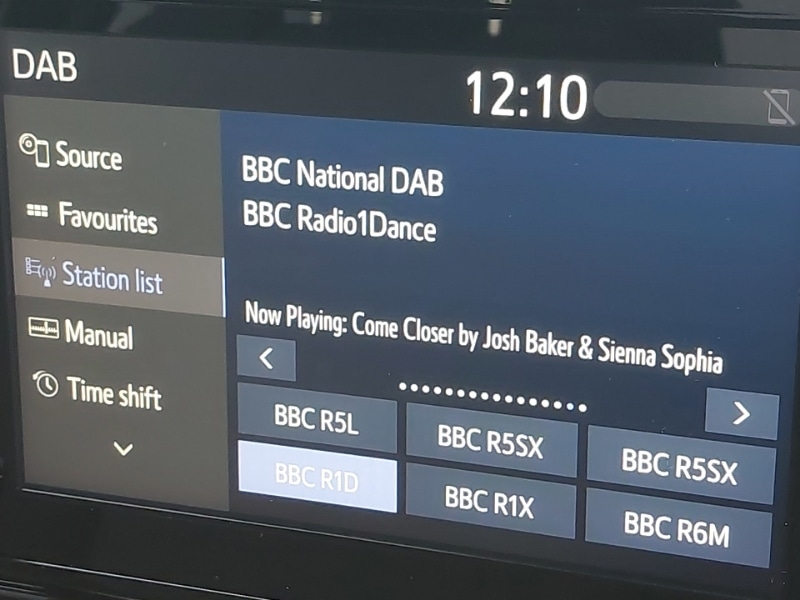 DAB
12:10
Source
Favourites
Station list
Manual
Time shift
BBC National DAB
BBC Radio1Dance
Now Playing: Come Closer by Josh Baker & Sienna Sophia
BBC R5L
BBC R5SX
BBC R5SX
BBC R1D
BBC R1X
BBC R6M